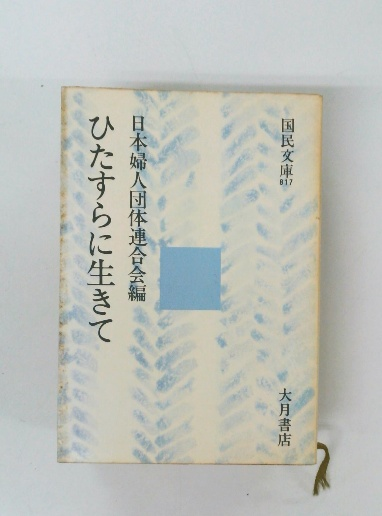 国民文庫
817
日本婦人団体連合会編
ひたすらに生きて
大月書店